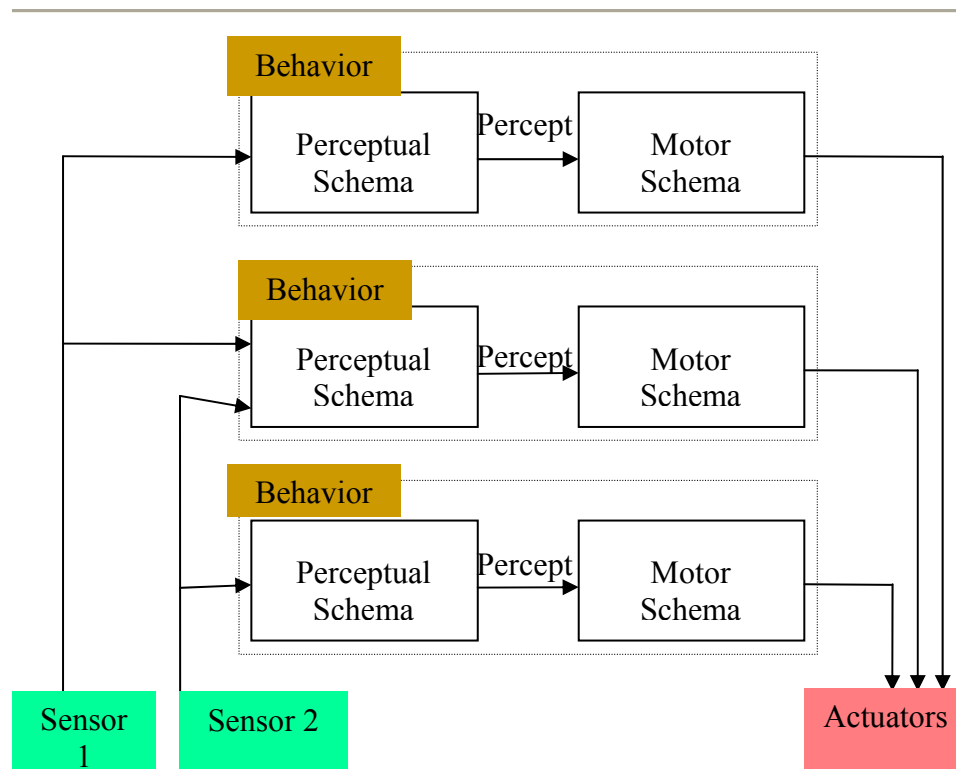 Behavior
Perceptual
Schema
Percept
Motor
Schema
Behavior
Perceptual
Schema
Percept
Motor
Schema
Behavior
Perceptual
Schema
Percept
Motor
Schema
Sensor
1
Sensor 2
Actuators